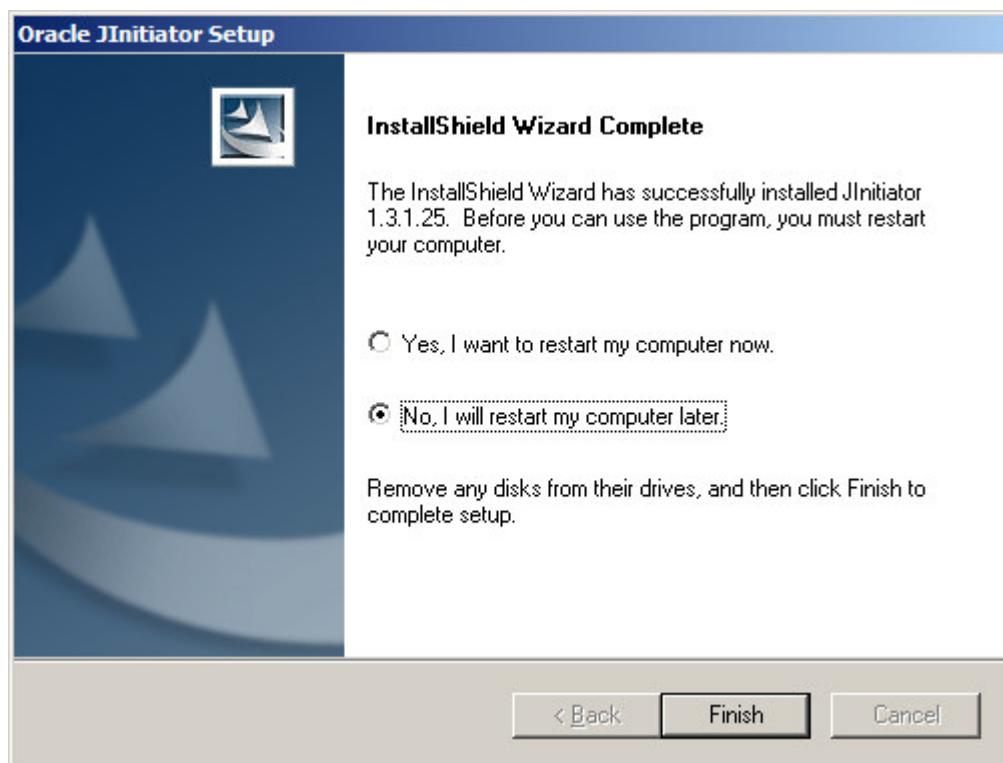 Oracle JInitiator Setup
InstallShield Wizard Complete
The InstallShield Wizard has successfully installed JInitiator
1.3.1.25.  Before you can use the program, you must restart
your computer.
Yes, I want to restart my computer now.
No, I will restart my computer later.
Remove any disks from their drives, and then click Finish to
complete setup.
< Back
Finish
Cancel